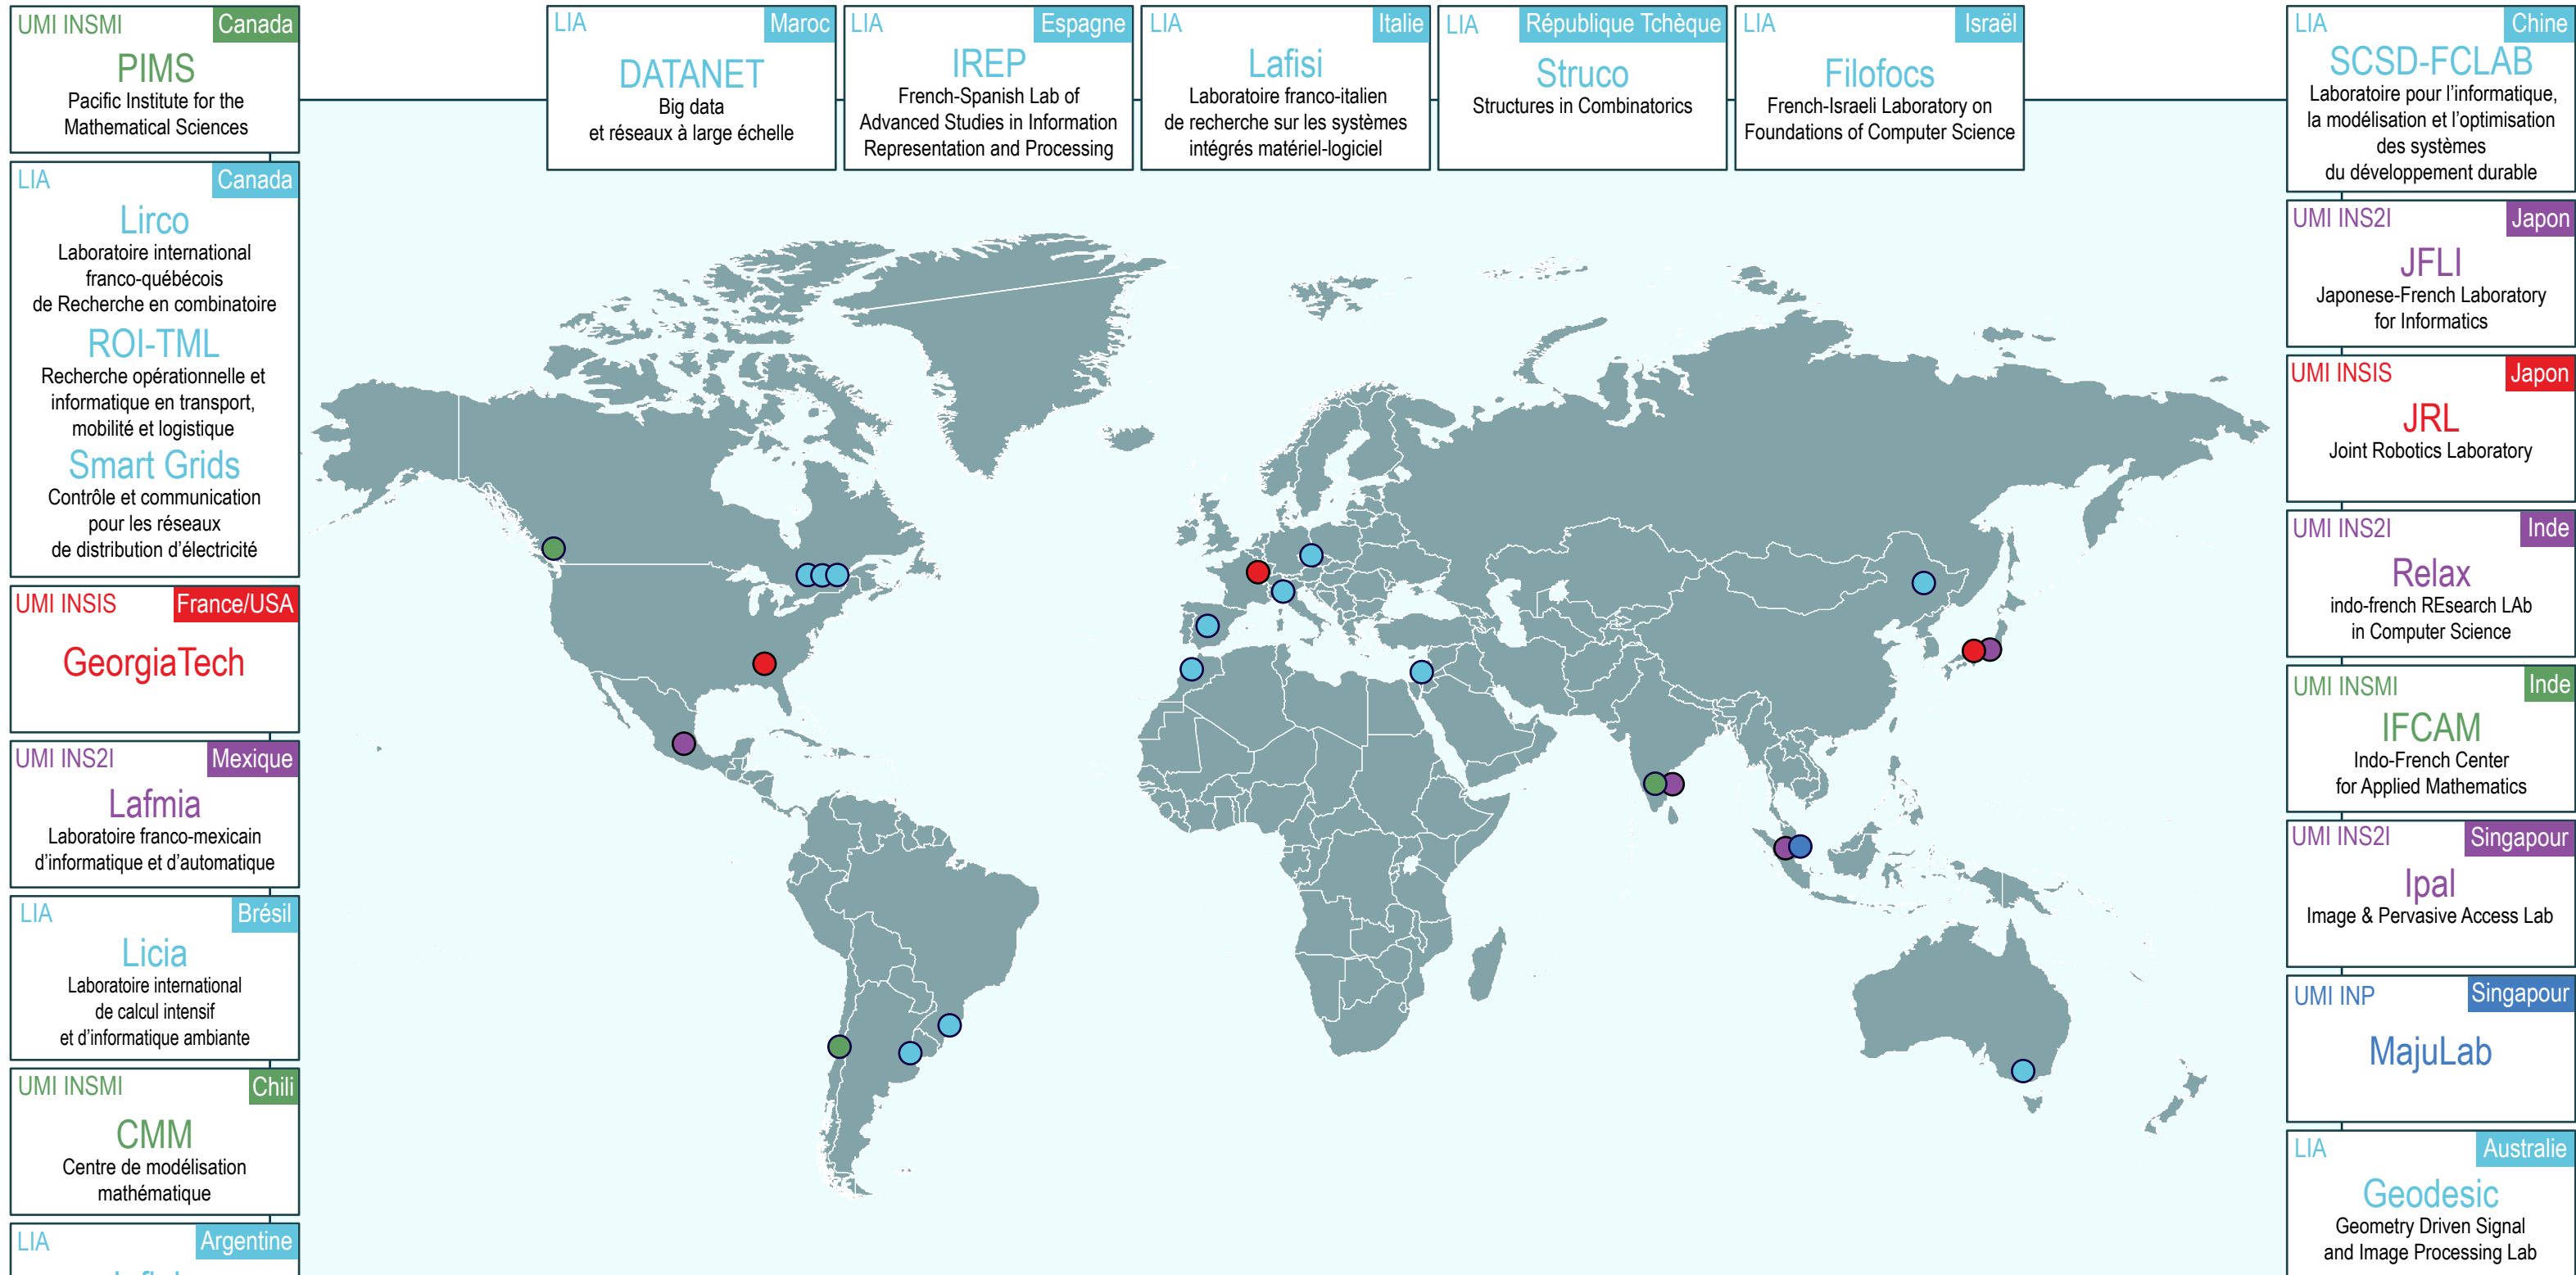 UMI INSMI
Canada
PIMS
Pacific Institute for the
Mathematical Sciences
LIA
Canada
Lirco
Laboratoire international
franco-québécois
de Recherche en combinatoire
ROI-TML
Recherche opérationnelle et
informatique en transport,
mobilité et logistique
Smart Grids
Contrôle et communication
pour les réseaux
de distribution d'électricité
UMI INSIS
France/USA
GeorgiaTech
UMI INS2I
Mexique
Lafmia
Laboratoire franco-mexicain
d'informatique et d'automatique
LIA
Brésil
Licia
Laboratoire international
de calcul intensif
et d'informatique ambiante
UMI INSMI
Chili
CMM
Centre de modélisation
mathématique
LIA
Argentine
LIA
Maroc
DATANET
Big data
et réseaux à large échelle
LIA
Espagne
IREP
French-Spanish Lab of
Advanced Studies in Information
Representation and Processing
LIA
Italie
Lafisi
Laboratoire franco-italien
de recherche sur les systèmes
intégrés matériel-logiciel
LIA
République Tchèque
Struco
Structures in Combinatorics
LIA
Israël
Filofocs
French-Israeli Laboratory on
Foundations of Computer Science
LIA
Chine
SCSD-FCLAB
Laboratoire pour l'informatique,
la modélisation et l'optimisation
des systèmes
du développement durable
UMI INS2I
Japon
JFLI
Japonese-French Laboratory
for Informatics
UMI INSIS
Japon
JRL
Joint Robotics Laboratory
UMI INS2I
Inde
Relax
indo-french REsearch LAb
in Computer Science
UMI INSMI
Inde
IFCAM
Indo-French Center
for Applied Mathematics
UMI INS2I
Singapour
Ipal
Image & Pervasive Access Lab
UMI INP
Singapour
MajuLab
LIA
Australie
Geodesic
Geometry Driven Signal
and Image Processing Lab